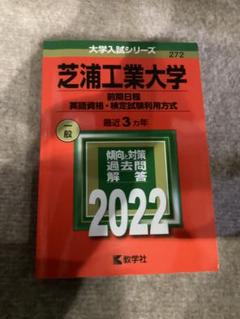 大学入試シリーズ
272
芝浦工業大学
前期日程
英語資格・検定試験利用方式
一般
最近3カ年
傾向と対策
過去問
解答
2022
教学社